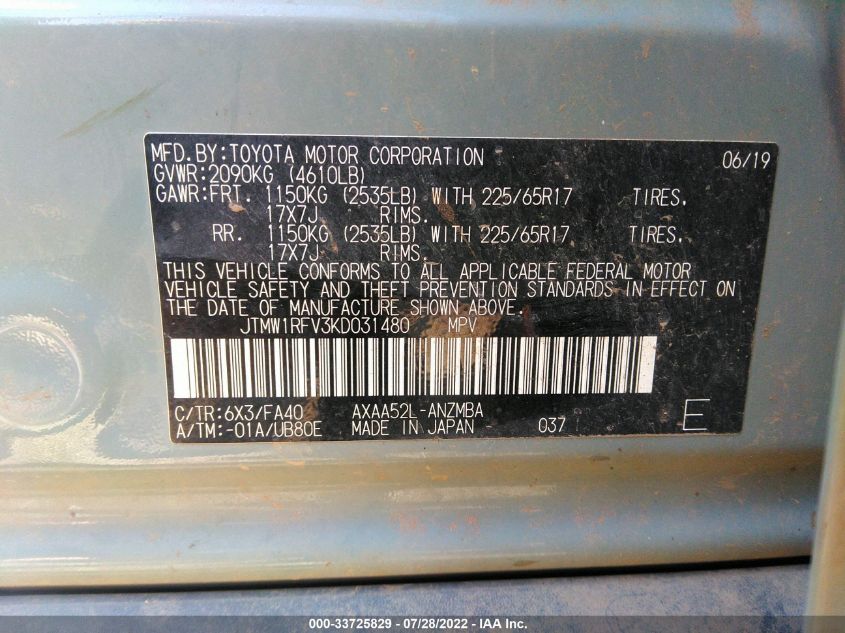 MFD.BY:TOYOTA MOTOR CORPORATION 06/19
GVWR:2090KG (4610LB)
GAWR:FRT. 1150KG (2535LB) WITH 225/65R17 TIRES,
17X7J RIMS.
RR. 1150KG (2535LB) WITH 225/65R17 TIRES,
17X7J RIMS.
THIS VEHICLE CONFORMS TO ALL APPLICABLE FEDERAL MOTOR
VEHICLE SAFETY AND THEFT PREVENTION STANDARDS IN EFFECT ON
THE DATE OF MANUFACTURE SHOWN ABOVE.
JTMW1RFV3KD031480 MPV
C/TR:6X3/FA40 AXAA52L-ANZMBA
A/TM:-01A/UB80E MADE IN JAPAN 037 E
000-33725829 / 07/28/2022 - IAA Inc.